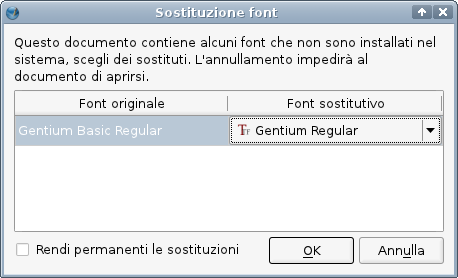 Sostituzione font
Questo documento contiene alcuni font che non sono installati nel
sistema, scegli dei sostituti. L'annullamento impedirà al
documento di aprirsi.
Font originale Font sostitutivo
Gentium Basic Regular Gentium Regular
Rendi permanenti le sostituzioni OK Annulla